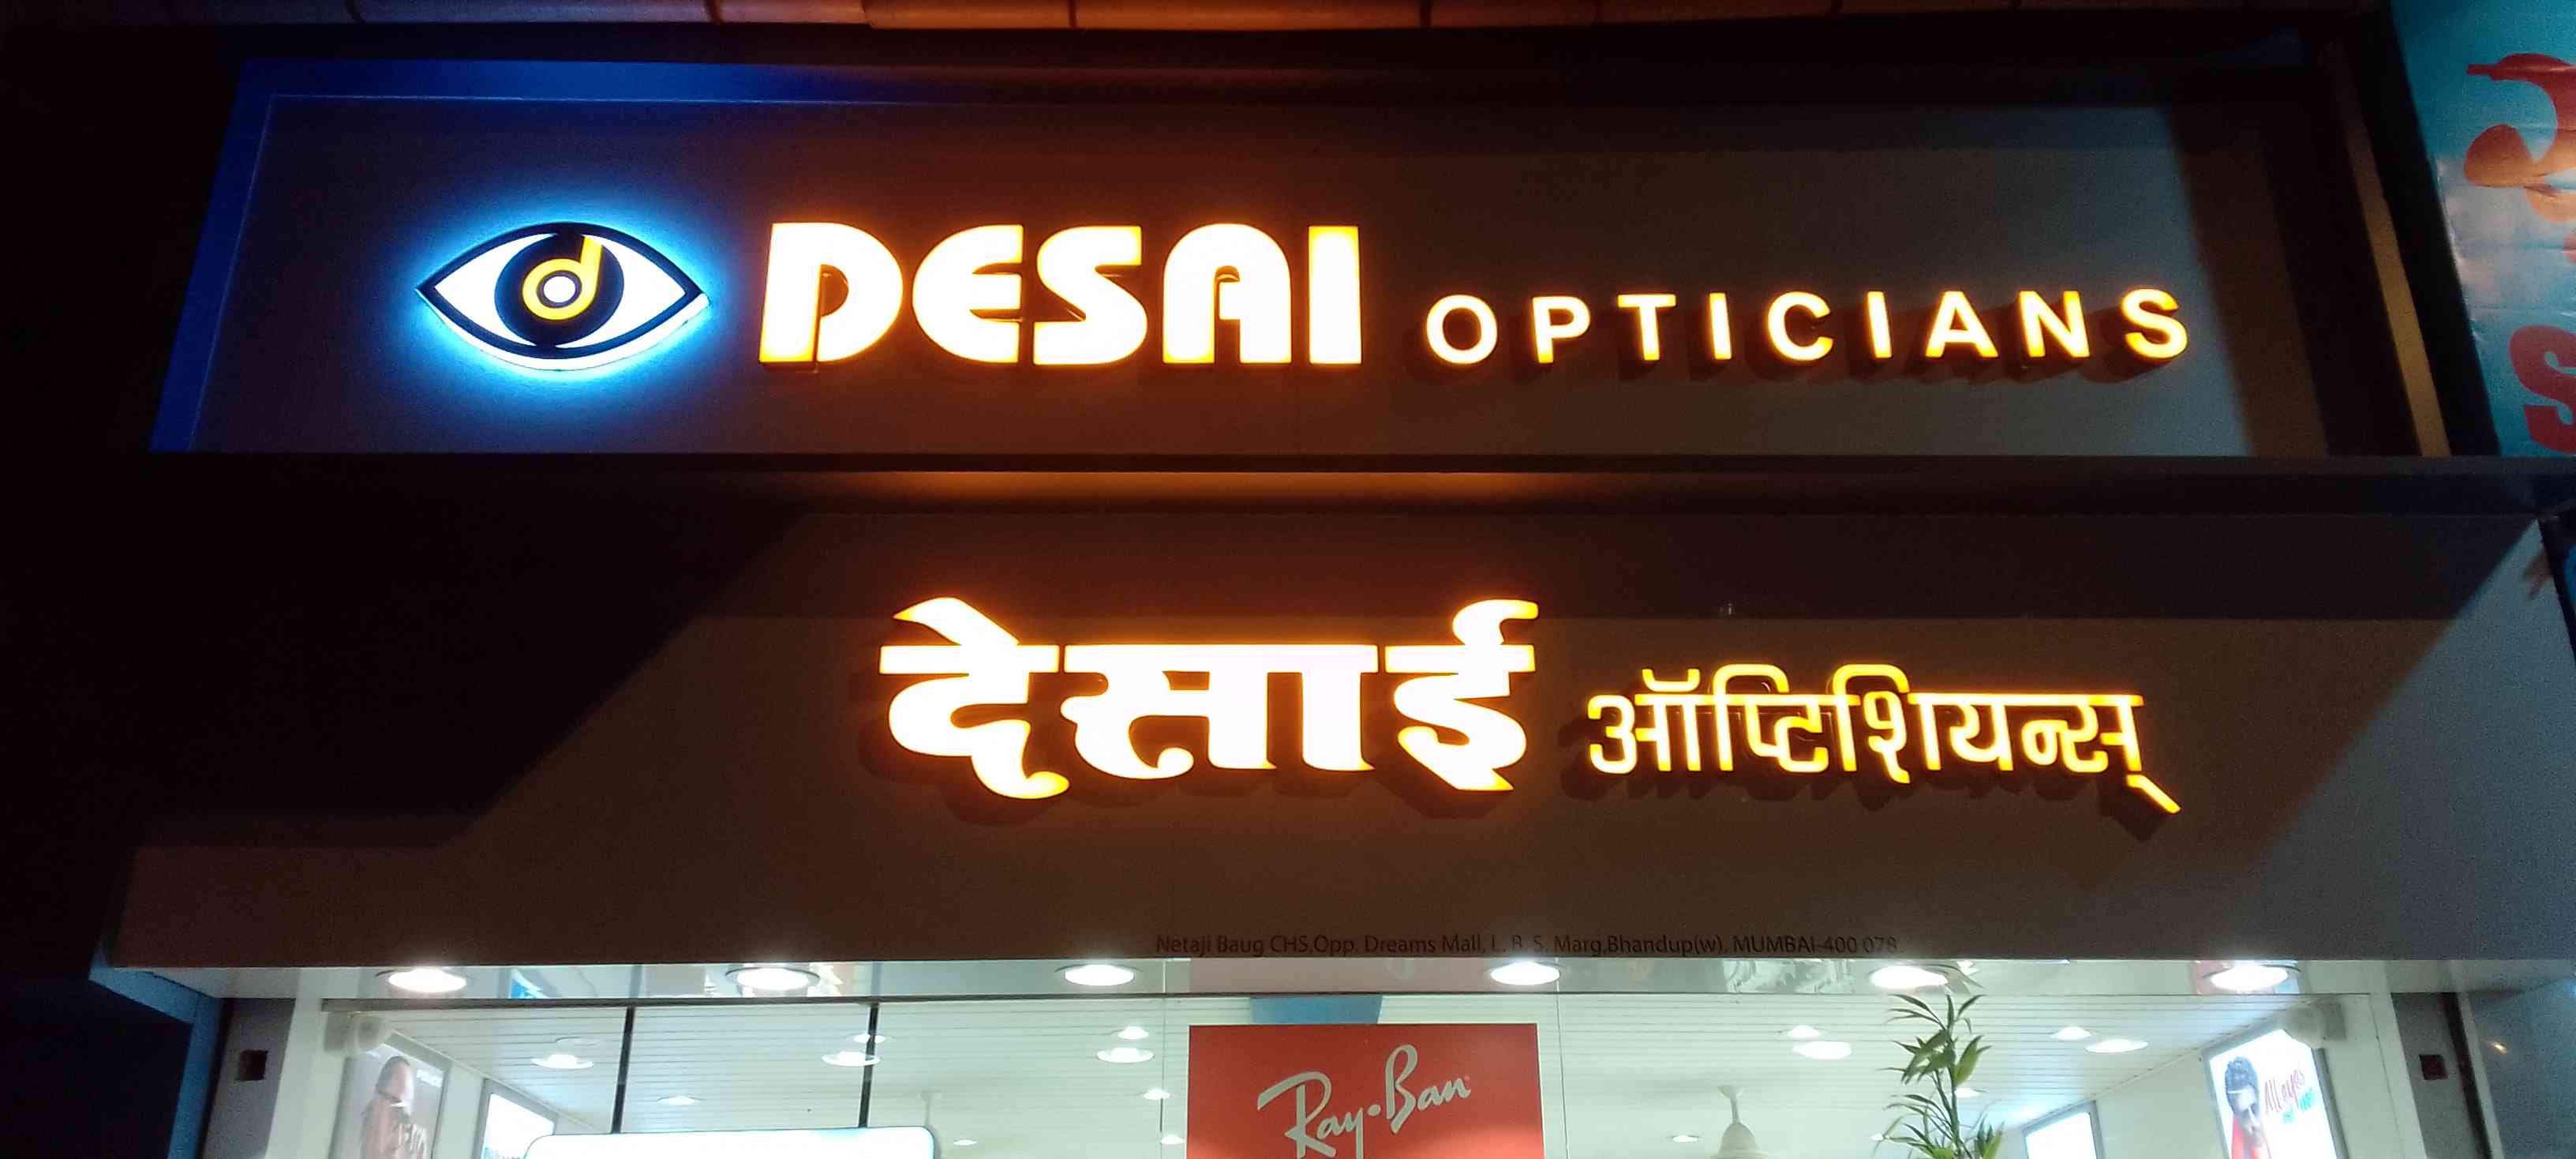 DESAI OPTICIANS
देसाई ऑप्टिशियन्स्
Netaji Baug CHS,Opp. Dreams Mall, L. B. S. Marg,Bhandup(w), MUMBAI-400 078
Ray-Ban